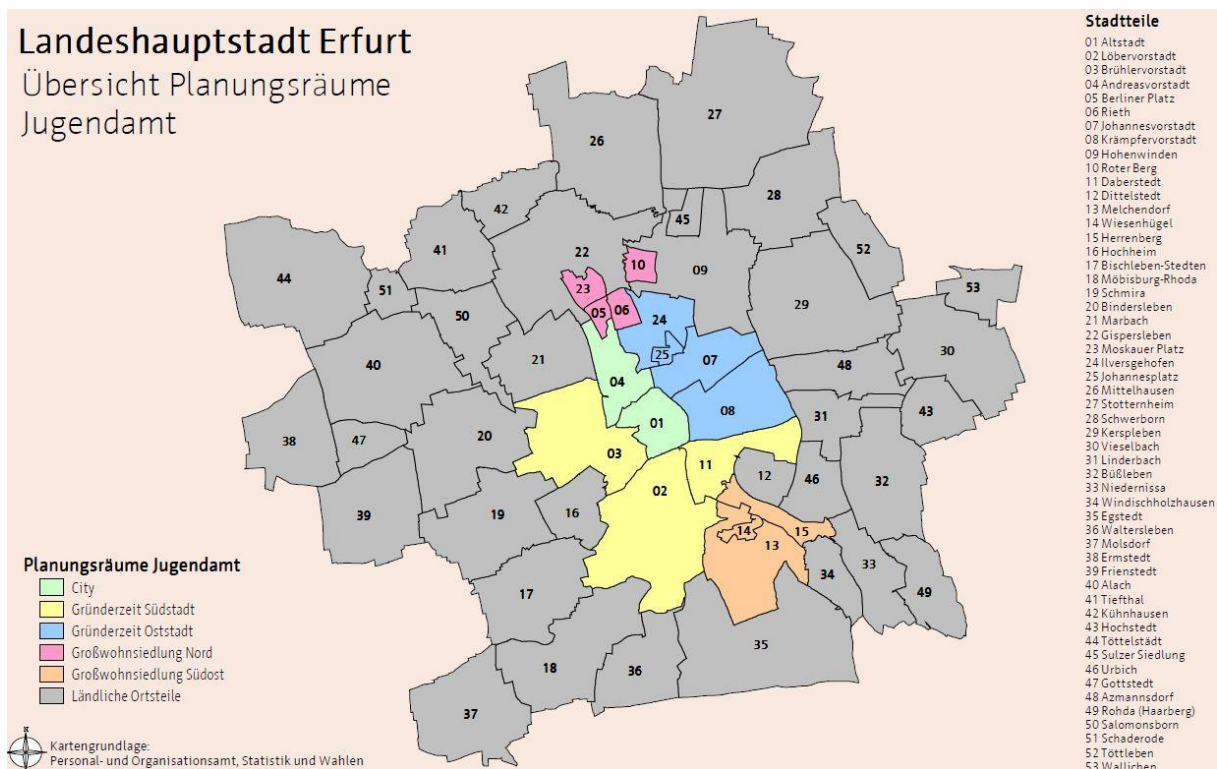 Landeshauptstadt Erfurt
Übersicht Planungsräume
Jugendamt
27
26
28
42
45
41
52
22
10
09
44
23
51
53
05
06
24
29
50
25
21
07
30
40
48
04
08
43
01
31
38
47
20
03
11
12
32
46
02
39
19
16
14
15
13
34
33
49
17
35
18
36
37
Planungsräume Jugendamt
City
Gründerzeit Südstadt
Gründerzeit Oststadt
Großwohnsiedlung Nord
Großwohnsiedlung Südost
Ländliche Ortsteile
N
Kartengrundlage:
Personal- und Organisationsamt, Statistik und Wahlen
Stadtteile
01 Altstadt
02 Löbervorstadt
03 Brühlervorstadt
04 Andreasvorstadt
05 Berliner Platz
06 Rieth
07 Johannesvorstadt
08 Krämpfervorstadt
09 Hohenwinden
10 Roter Berg
11 Daberstedt
12 Dittelstedt
13 Melchendorf
14 Wiesenhügel
15 Herrenberg
16 Hochheim
17 Bischleben-Stedten
18 Möbisburg-Rhoda
19 Schmira
20 Bindersleben
21 Marbach
22 Gispersleben
23 Moskauer Platz
24 Ilversgehofen
25 Johannesplatz
26 Mittelhausen
27 Stotternheim
28 Schwerborn
29 Kerspleben
30 Vieselbach
31 Linderbach
32 Büßleben
33 Niedernissa
34 Windischholzhausen
35 Egstedt
36 Waltersleben
37 Molsdorf
38 Ermstedt
39 Frienstedt
40 Alach
41 Tiefthal
42 Kühnhausen
43 Hochstedt
44 Töttelstädt
45 Sulzer Siedlung
46 Urbich
47 Gottstedt
48 Azmannsdorf
49 Rohda (Haarberg)
50 Salomonsborn
51 Schaderode
52 Töttleben
53 Wallichen